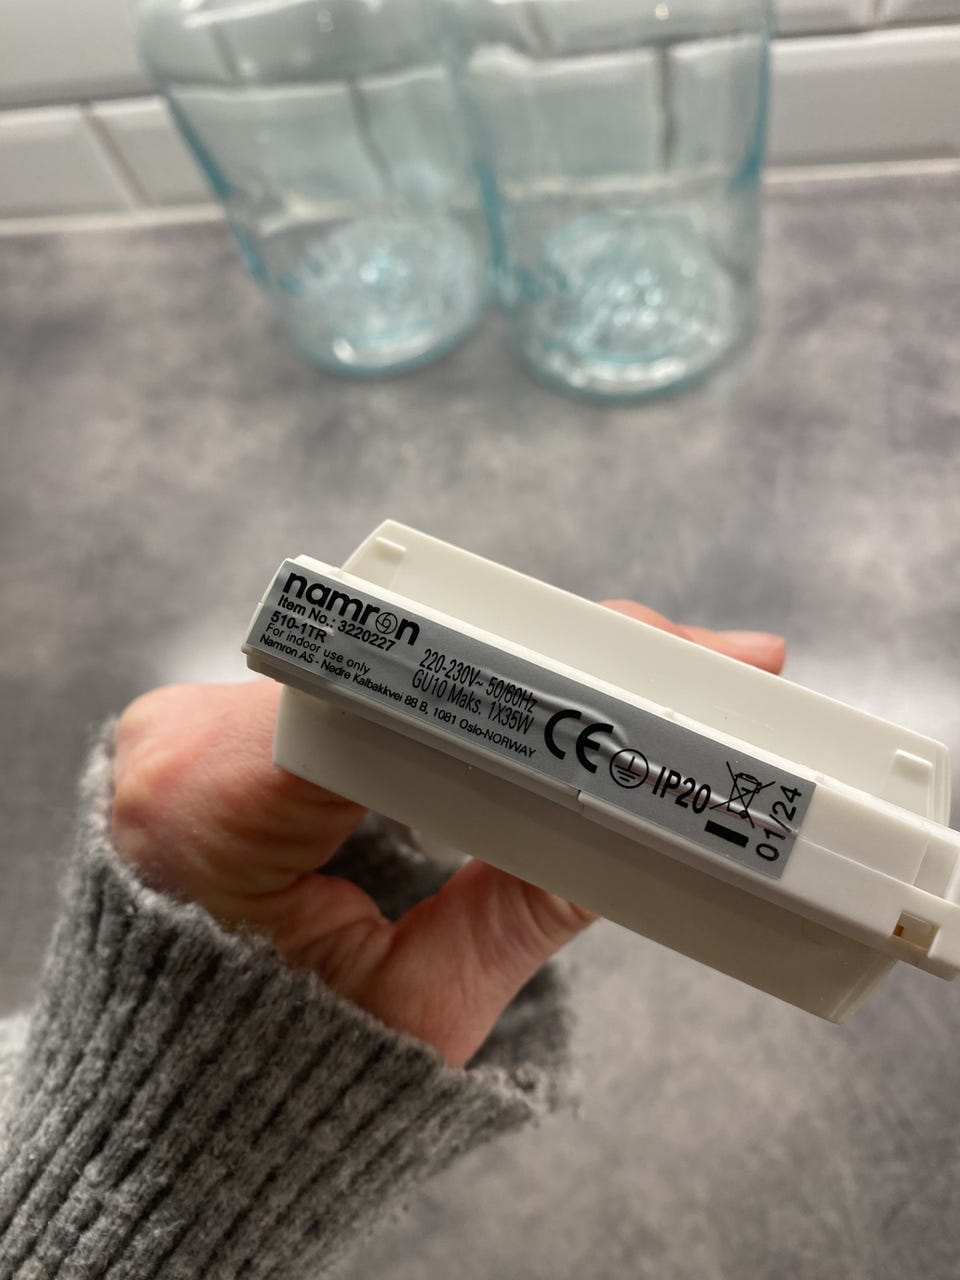 namron
Item No.: 3220227
510-1TR
For indoor use only
Namron AS - Nedre Kalbakkvei 88 B, 1081 Oslo-NORWAY
220-230V~ 50/60Hz
GU10 Maks. 1X35W
CE
IP20
01/24